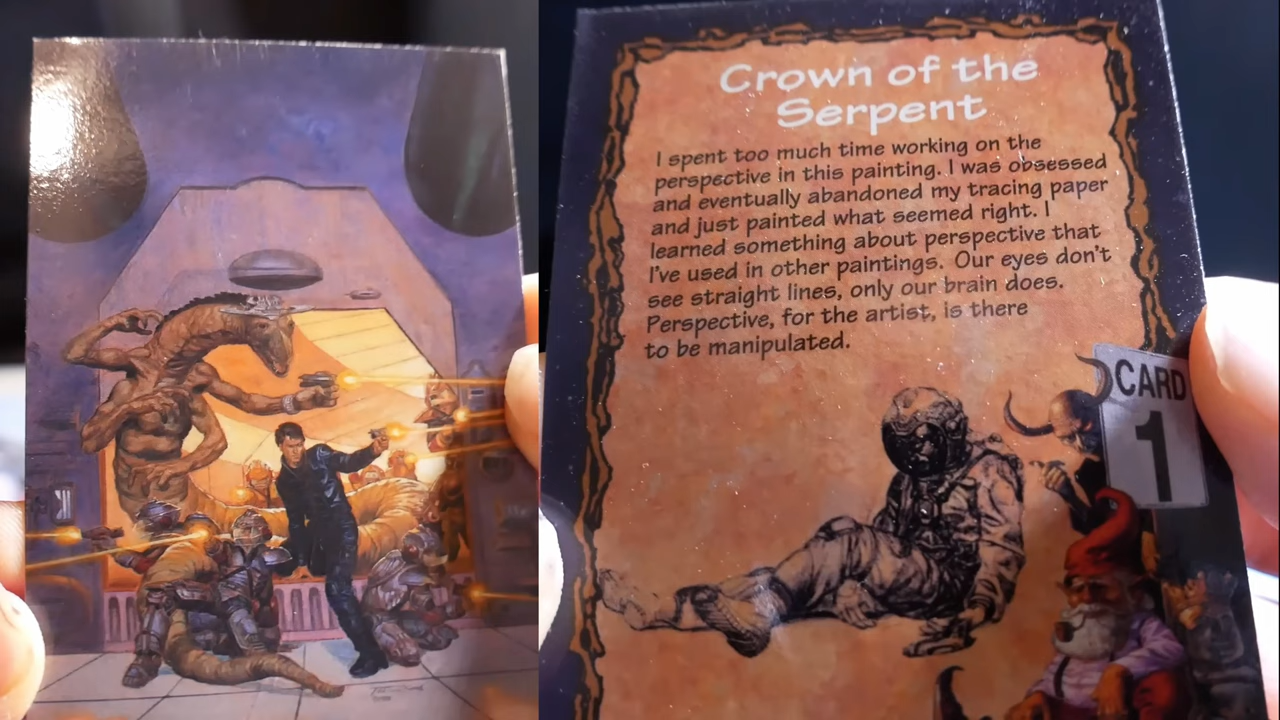 Crown of the
Serpent
I spent too much time working on the
perspective in this painting. I was obsessed
and eventually abandoned my tracing paper
and just painted what seemed right. I
learned something about perspective that
I've used in other paintings. Our eyes don't
see straight lines, only our brain does.
Perspective, for the artist, is there
to be manipulated.
CARD
1